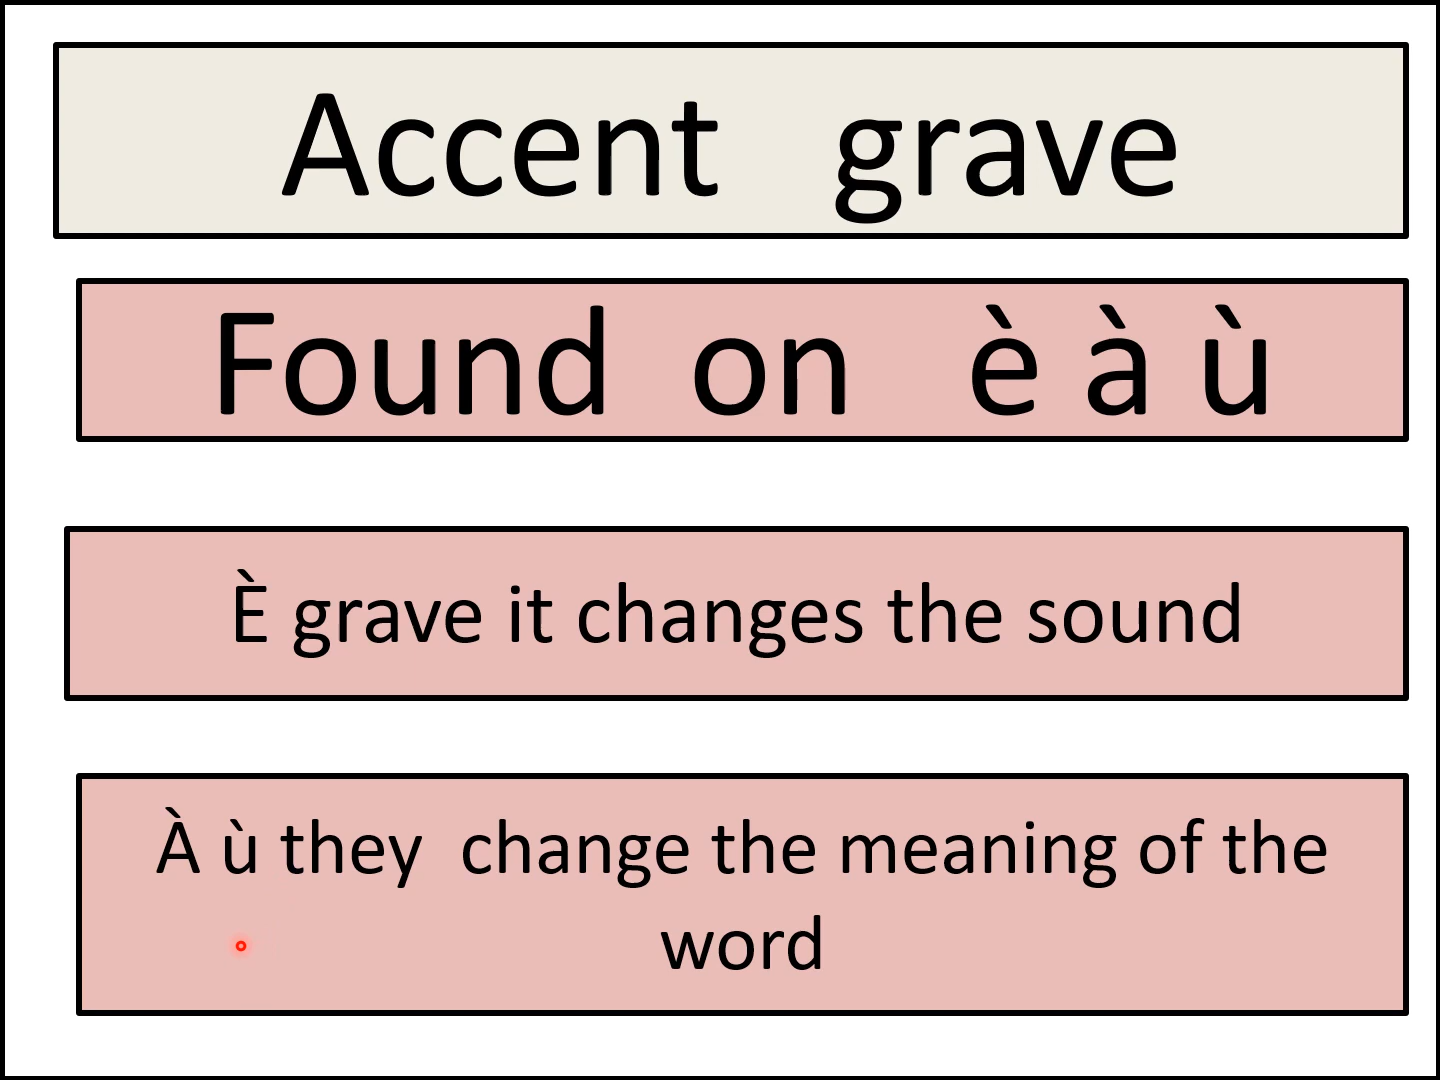 Accent grave
Found on è à ù
È grave it changes the sound
À ù they change the meaning of the
word